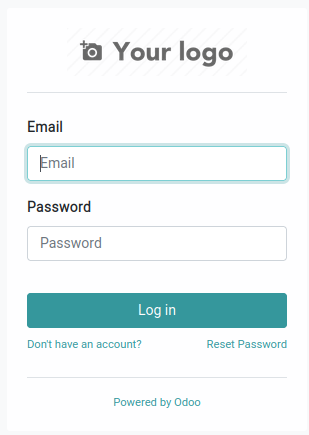 Your logo
Email
Email
Password
Password
Log in
Don't have an account? Reset Password
Powered by Odoo